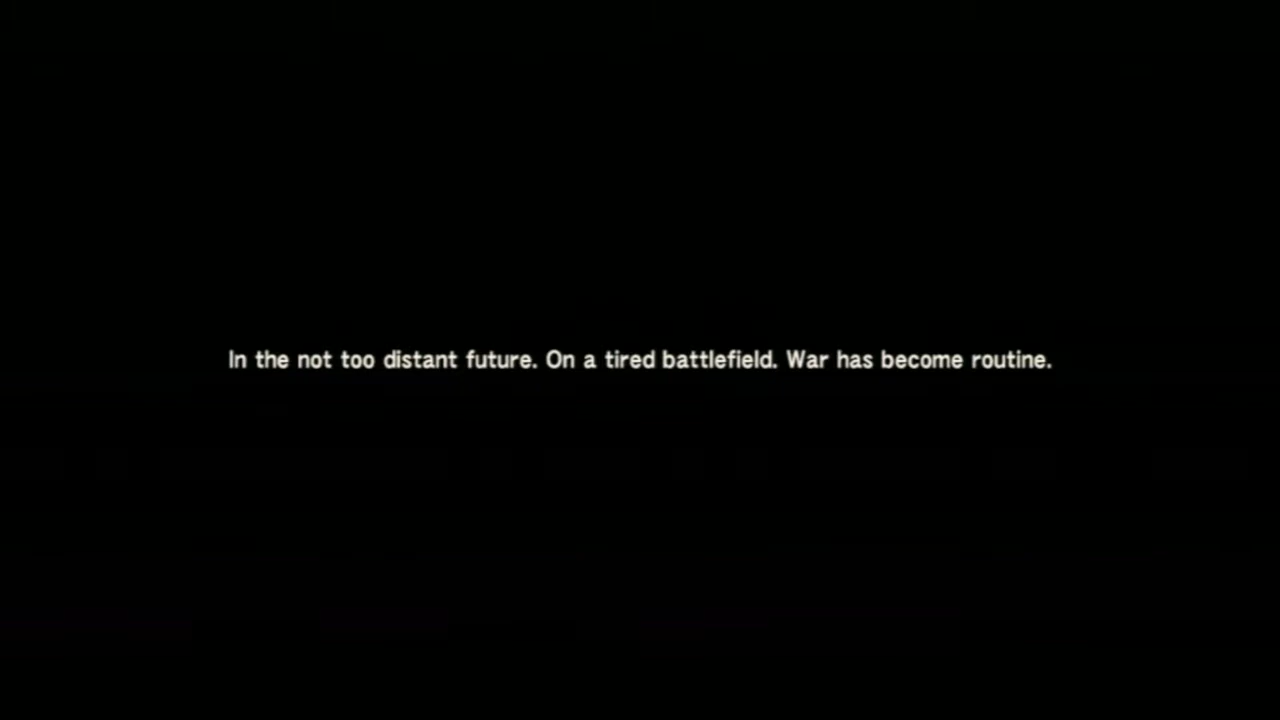 In the not too distant future. On a tired battlefield. War has become routine.